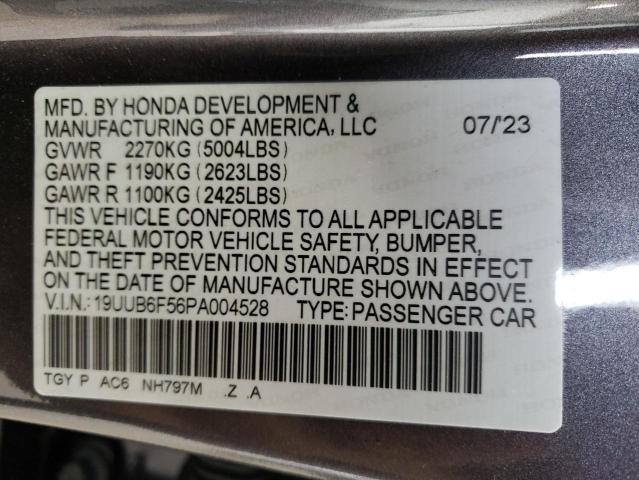 MFD. BY HONDA DEVELOPMENT &
MANUFACTURING OF AMERICA, LLC 07/'23
GVWR 2270KG (5004LBS)
GAWR F 1190KG (2623LBS)
GAWR R 1100KG (2425LBS)
THIS VEHICLE CONFORMS TO ALL APPLICABLE
FEDERAL MOTOR VEHICLE SAFETY, BUMPER,
AND THEFT PREVENTION STANDARDS IN EFFECT
ON THE DATE OF MANUFACTURE SHOWN ABOVE.
V.I.N.: 19UUB6F56PA004528 TYPE: PASSENGER CAR
TGY P AC6 NH797M .Z .A